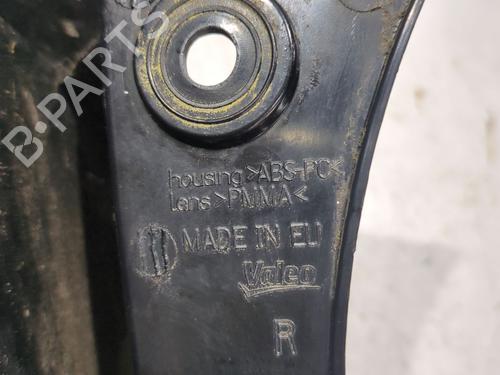 B-PARTS
housing >ABS-PC<
Lens >PMMA<
MADE IN EU
Valeo
R